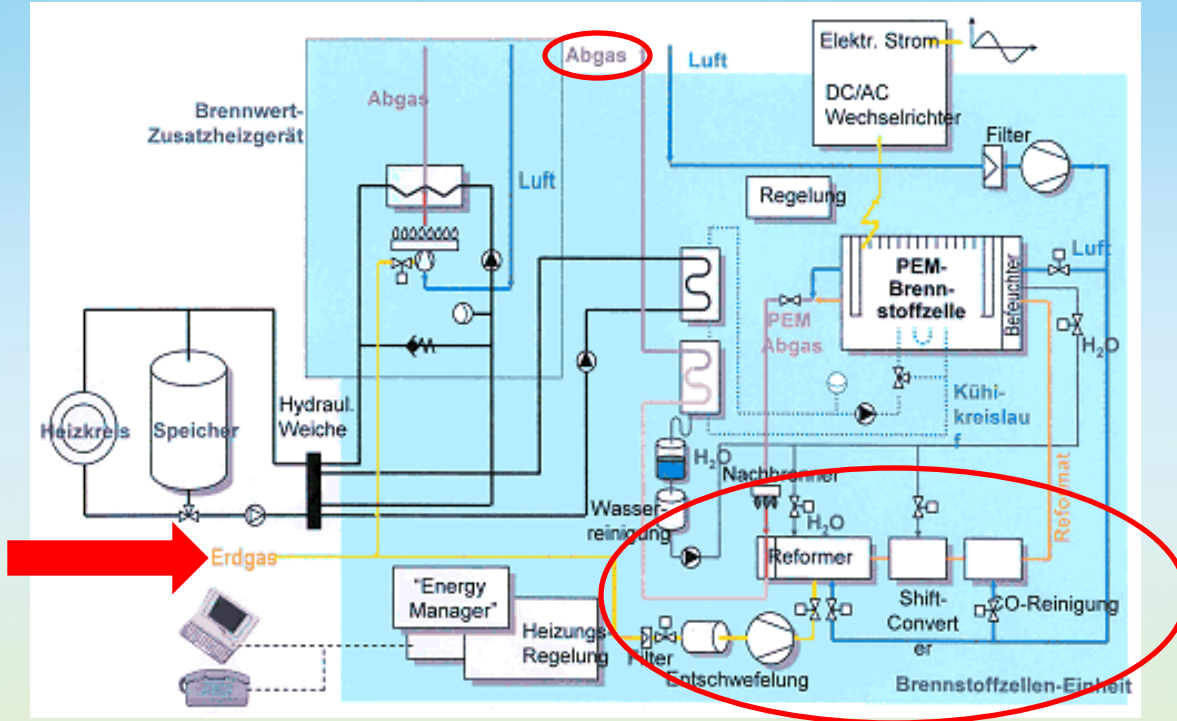 Abgas
Luft
Elektr. Strom
DC/AC
Wechselrichter
Brennwert-
Zusatzheizgerät
Abgas
Luft
Filter
Regelung
PEM-
Brenn-
stoffzelle
Befeuchter
Luft
H2O
PEM
Abgas
Kühl-
kreislau
f
Heizkreis
Speicher
Hydraul.
Weiche
H2O
Nachbrenner
Wasser-
reinigung
H2O
Reformat
Erdgas
Reformer
Shift-
Convert
er
CO-Reinigung
"Energy
Manager"
Heizungs-
Regelung
Filter
Entschwefelung
Brennstoffzellen-Einheit